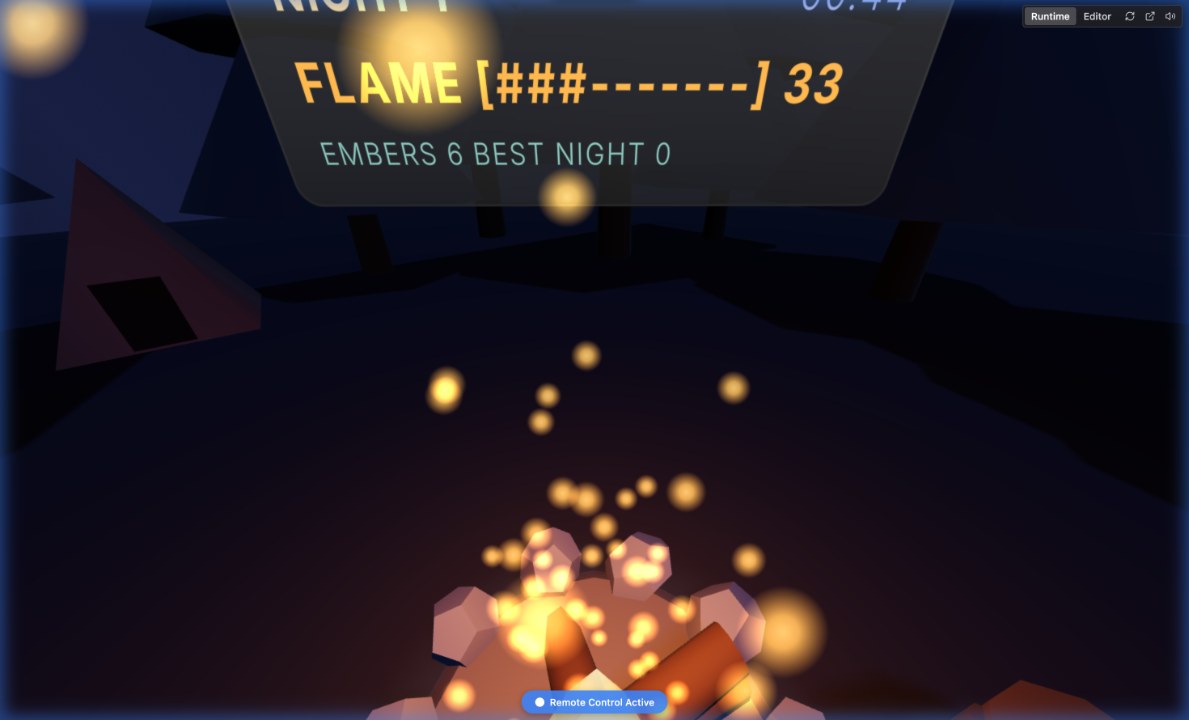 Runtime Editor
FLAME [###-------] 33
EMBERS 6 BEST NIGHT 0
Remote Control Active